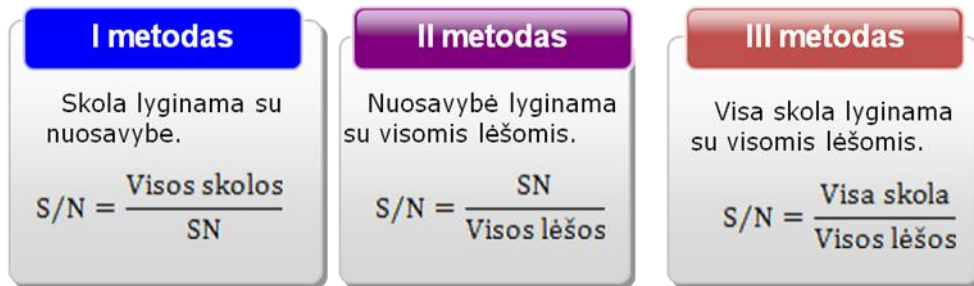 I metodas
Skola lyginama su
nuosavybe.
S/N = Visos skolos / SN
II metodas
Nuosavybė lyginama
su visomis lėšomis.
S/N = SN / Visos lėšos
III metodas
Visa skola lyginama
su visomis lėšomis.
S/N = Visa skola / Visos lėšos